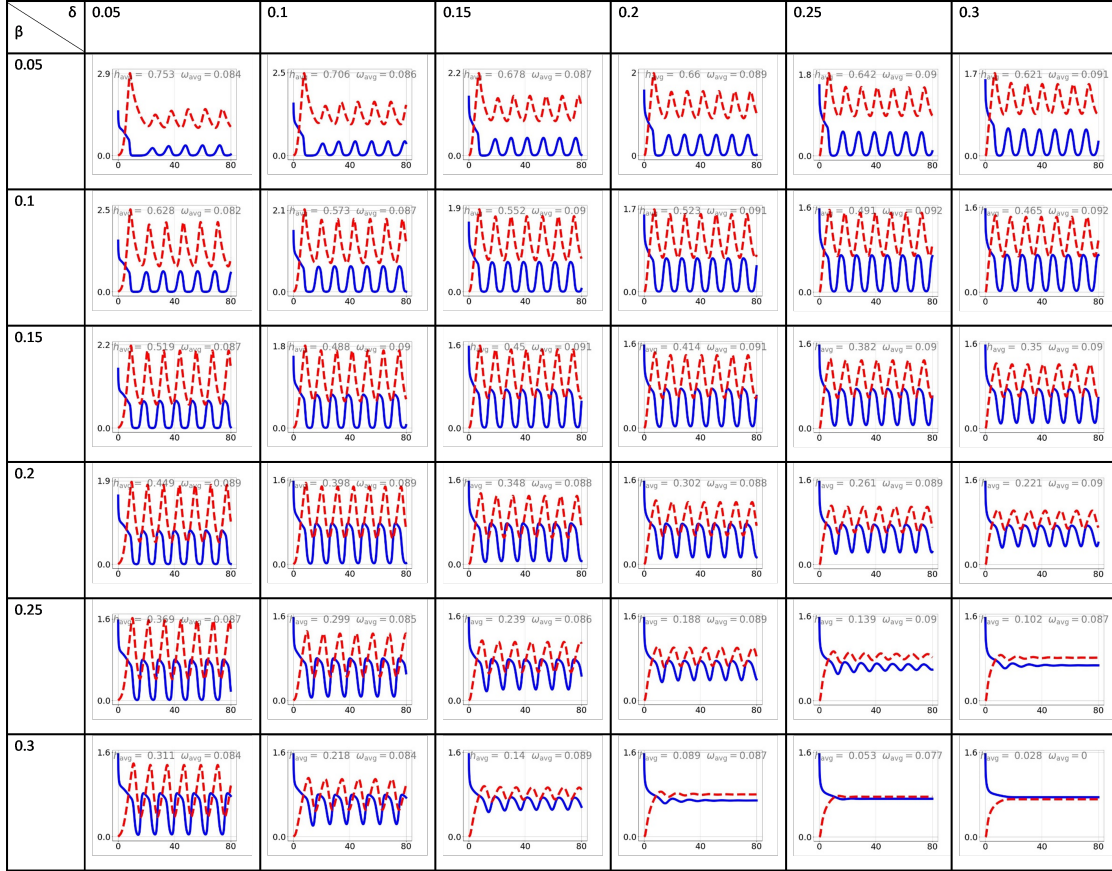 δ 0.05 0.1 0.15 0.2 0.25 0.3
β
0.05
2.9 h_avg = 0.753 ω_avg = 0.084 2.5 h_avg = 0.706 ω_avg = 0.086 2.2 h_avg = 0.678 ω_avg = 0.087 2 h_avg = 0.66 ω_avg = 0.089 1.8 h_avg = 0.642 ω_avg = 0.09 1.7 h_avg = 0.621 ω_avg = 0.091
0.0 0.0 0.0 0.0 0.0 0.0
0 40 80 0 40 80 0 40 80 0 40 80 0 40 80 0 40 80
0.1
2.5 h_avg = 0.628 ω_avg = 0.082 2.1 h_avg = 0.573 ω_avg = 0.087 1.9 h_avg = 0.552 ω_avg = 0.09 1.7 h_avg = 0.523 ω_avg = 0.091 1.6 h_avg = 0.491 ω_avg = 0.092 1.6 h_avg = 0.465 ω_avg = 0.092
0.0 0.0 0.0 0.0 0.0 0.0
0 40 80 0 40 80 0 40 80 0 40 80 0 40 80 0 40 80
0.15
2.2 h_avg = 0.519 ω_avg = 0.087 1.8 h_avg = 0.488 ω_avg = 0.09 1.6 h_avg = 0.45 ω_avg = 0.091 1.6 h_avg = 0.414 ω_avg = 0.091 1.6 h_avg = 0.382 ω_avg = 0.09 1.6 h_avg = 0.35 ω_avg = 0.09
0.0 0.0 0.0 0.0 0.0 0.0
0 40 80 0 40 80 0 40 80 0 40 80 0 40 80 0 40 80
0.2
1.9 h_avg = 0.449 ω_avg = 0.089 1.6 h_avg = 0.398 ω_avg = 0.089 1.6 h_avg = 0.348 ω_avg = 0.088 1.6 h_avg = 0.302 ω_avg = 0.088 1.6 h_avg = 0.261 ω_avg = 0.089 1.6 h_avg = 0.221 ω_avg = 0.09
0.0 0.0 0.0 0.0 0.0 0.0
0 40 80 0 40 80 0 40 80 0 40 80 0 40 80 0 40 80
0.25
1.6 h_avg = 0.369 ω_avg = 0.087 1.6 h_avg = 0.299 ω_avg = 0.085 1.6 h_avg = 0.239 ω_avg = 0.086 1.6 h_avg = 0.188 ω_avg = 0.089 1.6 h_avg = 0.139 ω_avg = 0.09 1.6 h_avg = 0.102 ω_avg = 0.087
0.0 0.0 0.0 0.0 0.0 0.0
0 40 80 0 40 80 0 40 80 0 40 80 0 40 80 0 40 80
0.3
1.6 h_avg = 0.311 ω_avg = 0.084 1.6 h_avg = 0.218 ω_avg = 0.084 1.6 h_avg = 0.14 ω_avg = 0.089 1.6 h_avg = 0.089 ω_avg = 0.087 1.6 h_avg = 0.053 ω_avg = 0.077 1.6 h_avg = 0.028 ω_avg = 0
0.0 0.0 0.0 0.0 0.0 0.0
0 40 80 0 40 80 0 40 80 0 40 80 0 40 80 0 40 80